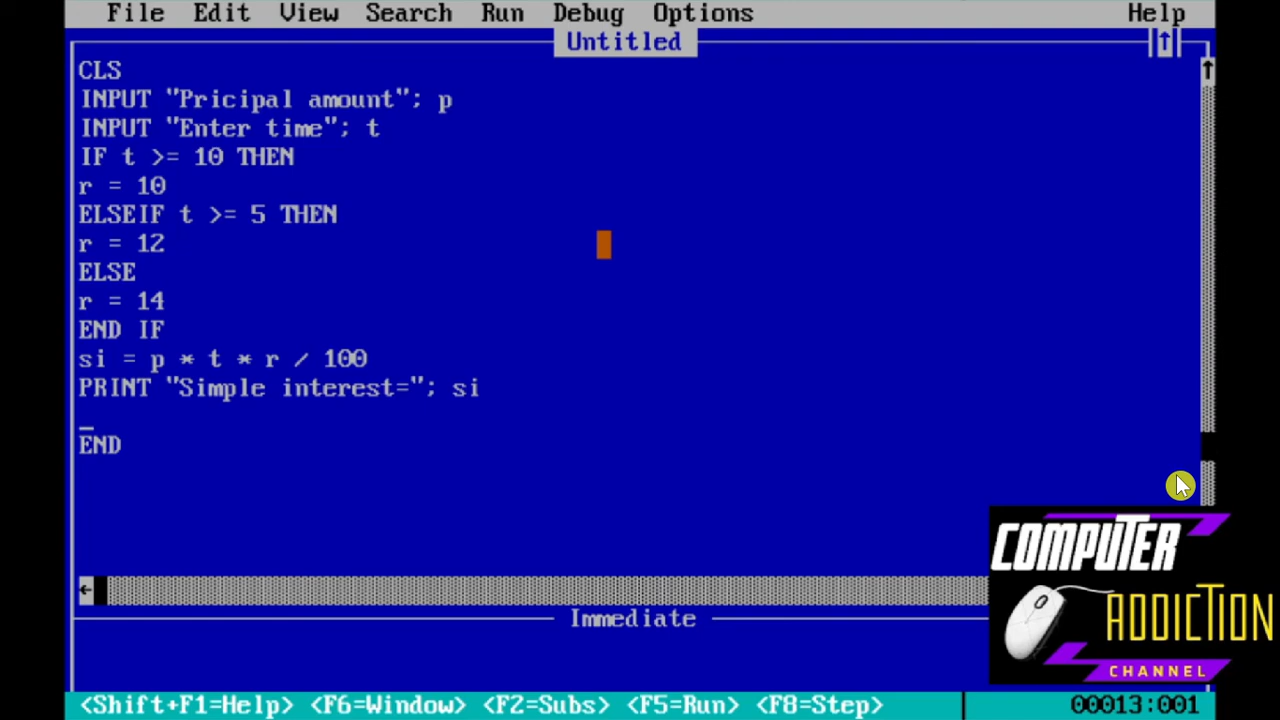 File Edit View Search Run Debug Options Help
Untitled
CLS
INPUT "Pricipal amount"; p
INPUT "Enter time"; t
IF t >= 10 THEN
r = 10
ELSEIF t >= 5 THEN
r = 12
ELSE
r = 14
END IF
si = p * t * r / 100
PRINT "Simple interest="; si
END
COMPUTER
ADDICTION
CHANNEL
Immediate
<Shift+F1=Help> <F6=Window> <F2=Subs> <F5=Run> <F8=Step> 00013:001